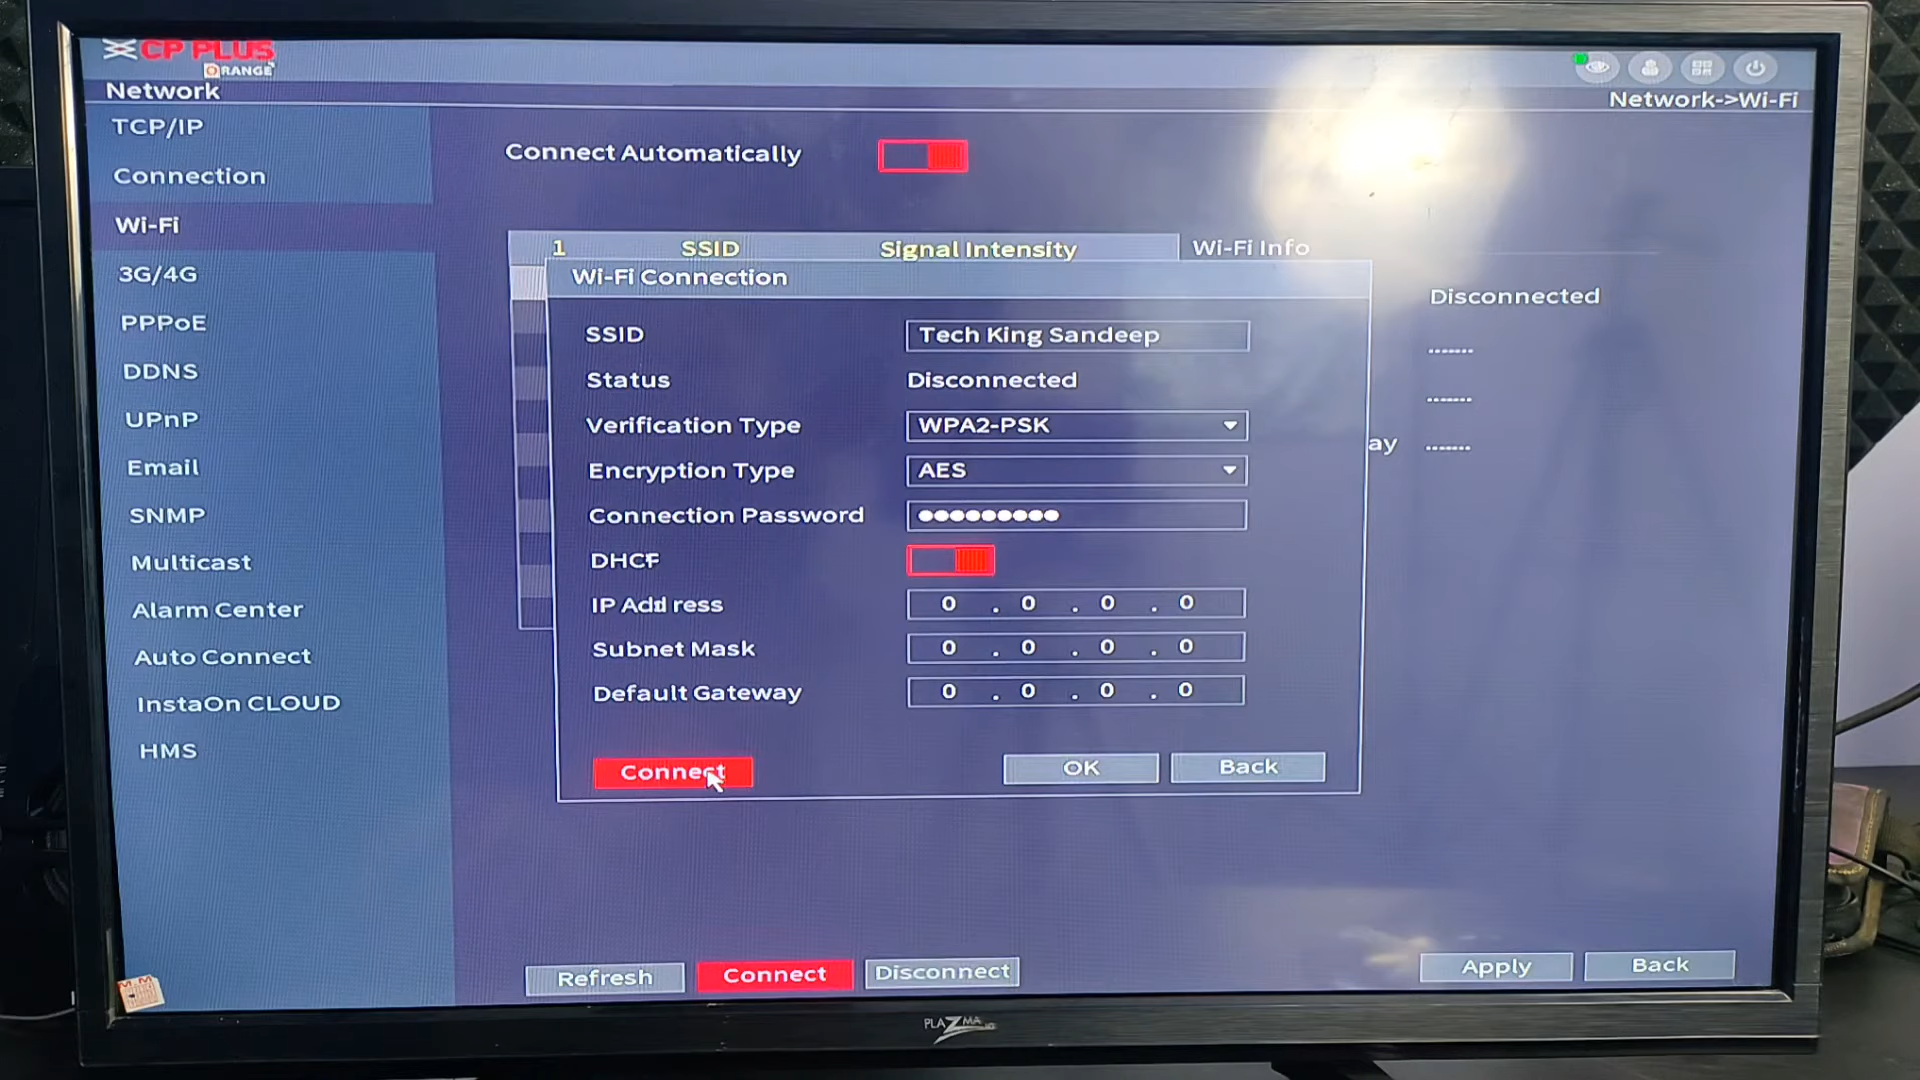 CP PLUS
ORANGE
Network
Network->Wi-Fi
TCP/IP
Connection
Wi-Fi
3G/4G
PPPoE
DDNS
UPnP
Email
SNMP
Multicast
Alarm Center
Auto Connect
InstaOn CLOUD
HMS
Connect Automatically
1 SSID Signal Intensity Wi-Fi Info
Disconnected
-------
-------
ay -------
Wi-Fi Connection
SSID Tech King Sandeep
Status Disconnected
Verification Type WPA2-PSK
Encryption Type AES
Connection Password ●●●●●●●●●
DHCP
IP Address 0 . 0 . 0 . 0
Subnet Mask 0 . 0 . 0 . 0
Default Gateway 0 . 0 . 0 . 0
Connect OK Back
Refresh Connect Disconnect Apply Back
PLAZMA